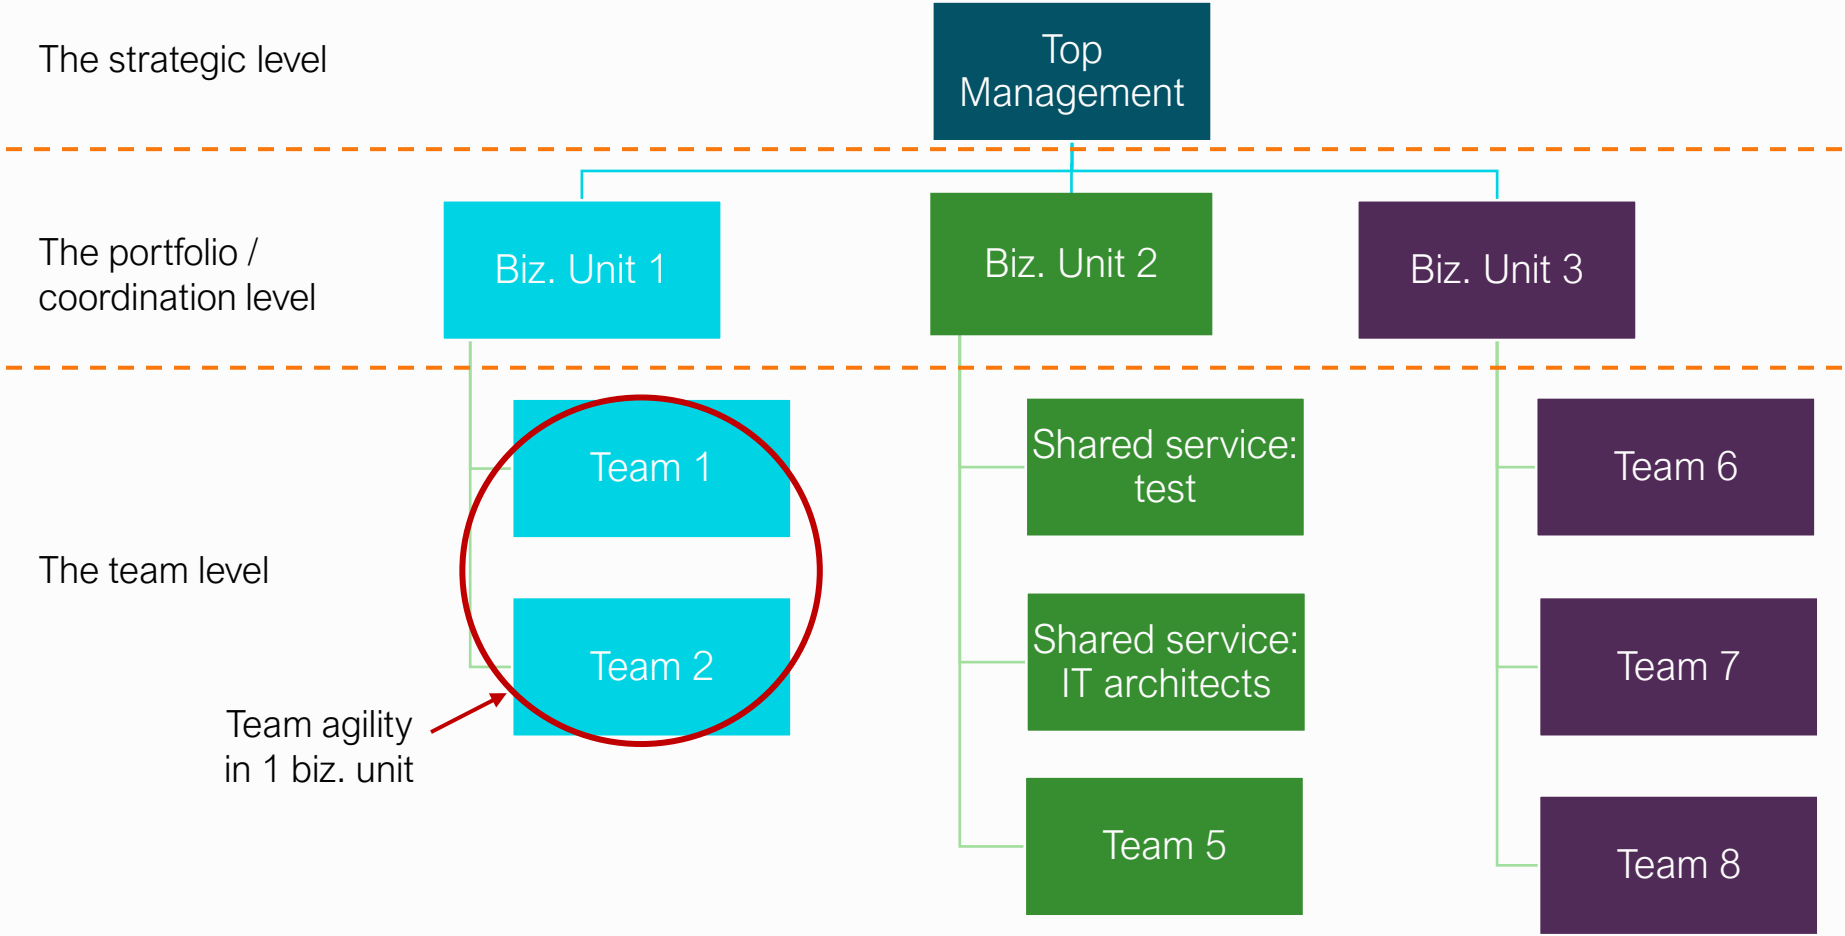 The strategic level
Top
Management
The portfolio /
coordination level
Biz. Unit 1
Biz. Unit 2
Biz. Unit 3
The team level
Team 1
Team 2
Team agility
in 1 biz. unit
Shared service:
test
Shared service:
IT architects
Team 5
Team 6
Team 7
Team 8